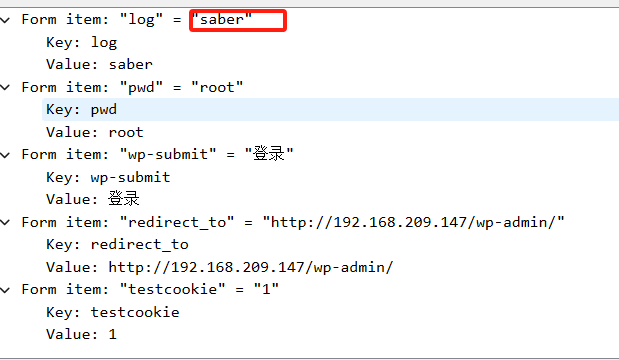 Form item: "log" = "saber"
Key: log
Value: saber
Form item: "pwd" = "root"
Key: pwd
Value: root
Form item: "wp-submit" = "登录"
Key: wp-submit
Value: 登录
Form item: "redirect_to" = "http://192.168.209.147/wp-admin/"
Key: redirect_to
Value: http://192.168.209.147/wp-admin/
Form item: "testcookie" = "1"
Key: testcookie
Value: 1